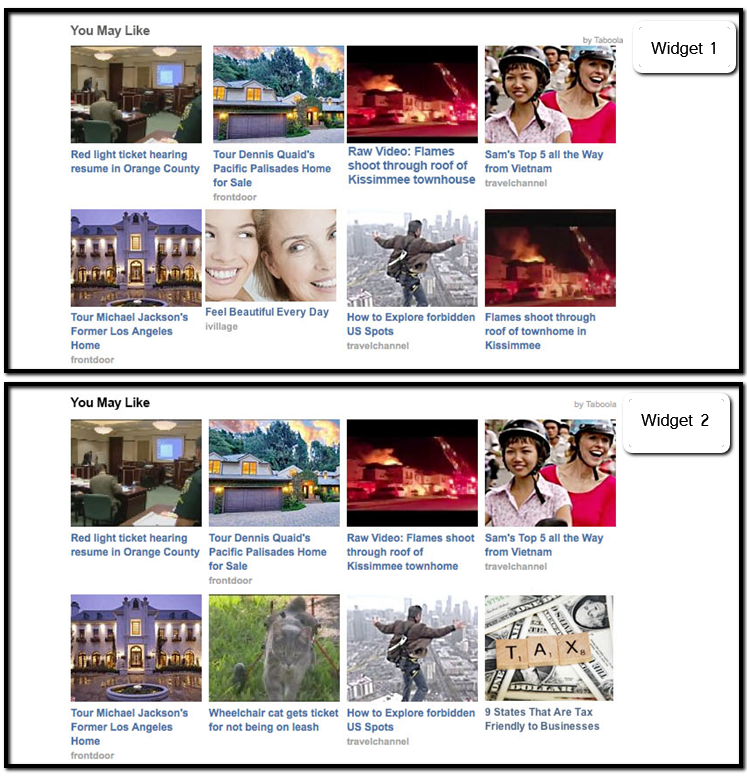 You May Like
by Taboola
Widget 1
Red light ticket hearing
resume in Orange County
Tour Dennis Quaid's
Pacific Palisades Home
for Sale
frontdoor
Raw Video: Flames
shoot through roof of
Kissimmee townhouse
Sam's Top 5 all the Way
from Vietnam
travelchannel
Tour Michael Jackson's
Former Los Angeles
Home
frontdoor
Feel Beautiful Every Day
ivillage
How to Explore forbidden
US Spots
travelchannel
Flames shoot through
roof of townhome in
Kissimmee
You May Like
by Taboola
Widget 2
Red light ticket hearing
resume in Orange County
Tour Dennis Quaid's
Pacific Palisades Home
for Sale
frontdoor
Raw Video: Flames shoot
through roof of
Kissimmee townhome
Sam's Top 5 all the Way
from Vietnam
travelchannel
Tour Michael Jackson's
Former Los Angeles
Home
frontdoor
Wheelchair cat gets ticket
for not being on leash
How to Explore forbidden
US Spots
travelchannel
TAX
DOLLAR
9 States That Are Tax
Friendly to Businesses